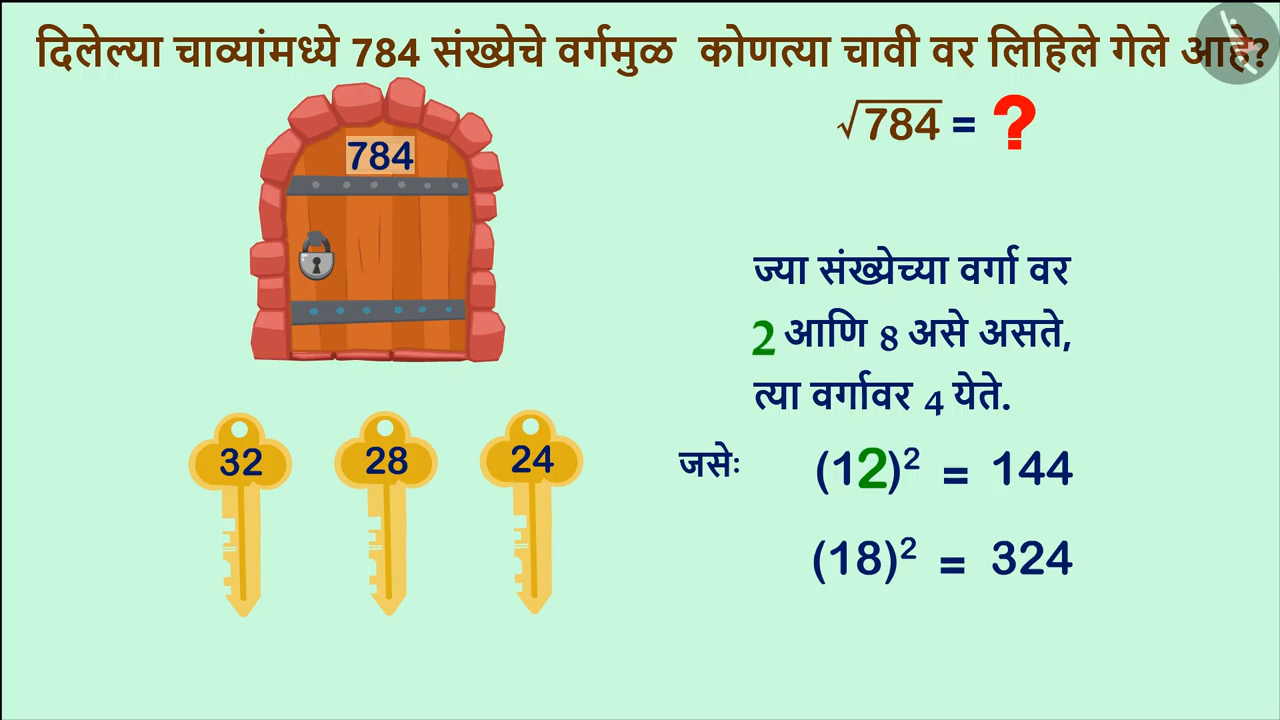 दिलेल्या चाव्यांमध्ये 784 संख्येचे वर्गमुळ कोणत्या चावी वर लिहिले गेले आहे?
√784 = ?
784
ज्या संख्येच्या वर्गा वर
2 आणि 8 असे असते,
त्या वर्गावर 4 येते.
32 28 24
जसेः (12)² = 144
(18)² = 324